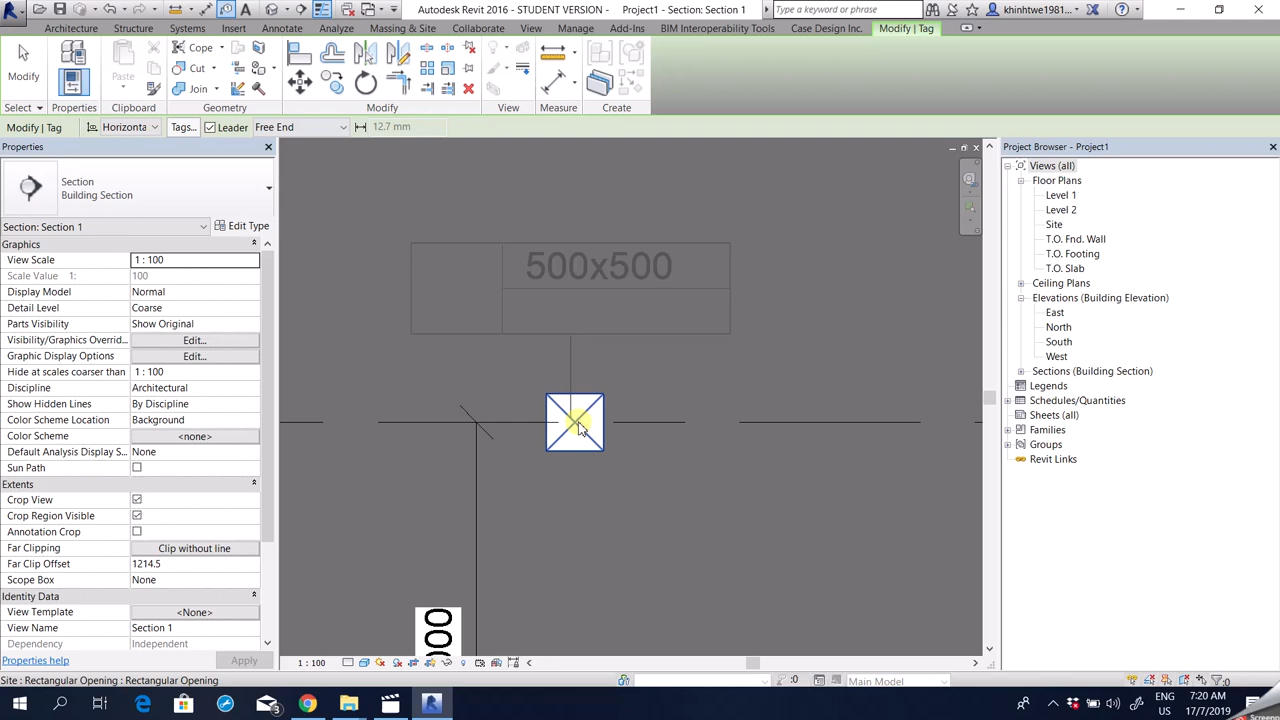 Autodesk Revit 2016 - STUDENT VERSION - Project1 - Section: Section 1
Type a keyword or phrase
khintwe1981...
Architecture Structure Systems Insert Annotate Analyze Massing & Site Collaborate View Manage Add-Ins BIM Interoperability Tools Case Design Inc. Modify | Tag
Modify
Paste
Cope
Cut
Join
Select Properties Clipboard Geometry Modify View Measure Create
Modify | Tag
Horizonta
Tags...
Leader
Free End
12.7 mm
Properties
Section
Building Section
Section: Section 1
Edit Type
Graphics
View Scale 1 : 100
Scale Value 1: 100
Display Model Normal
Detail Level Coarse
Parts Visibility Show Original
Visibility/Graphics Overrid... Edit...
Graphic Display Options Edit...
Hide at scales coarser than 1 : 100
Discipline Architectural
Show Hidden Lines By Discipline
Color Scheme Location Background
Color Scheme <none>
Default Analysis Display S... None
Sun Path
Extents
Crop View
Crop Region Visible
Annotation Crop
Far Clipping Clip without line
Far Clip Offset 1214.5
Scope Box None
Identity Data
View Template <None>
View Name Section 1
Dependency Independent
Properties help
Apply
500x500
00
1 : 100
Project Browser - Project1
Views (all)
Floor Plans
Level 1
Level 2
Site
T.O. Fnd. Wall
T.O. Footing
T.O. Slab
Ceiling Plans
Elevations (Building Elevation)
East
North
South
West
Sections (Building Section)
Legends
Schedules/Quantities
Sheets (all)
Families
Groups
Revit Links
Site : Rectangular Opening : Rectangular Opening
:0
Main Model
:0
3
ENG
US
7:20 AM
17/7/2019